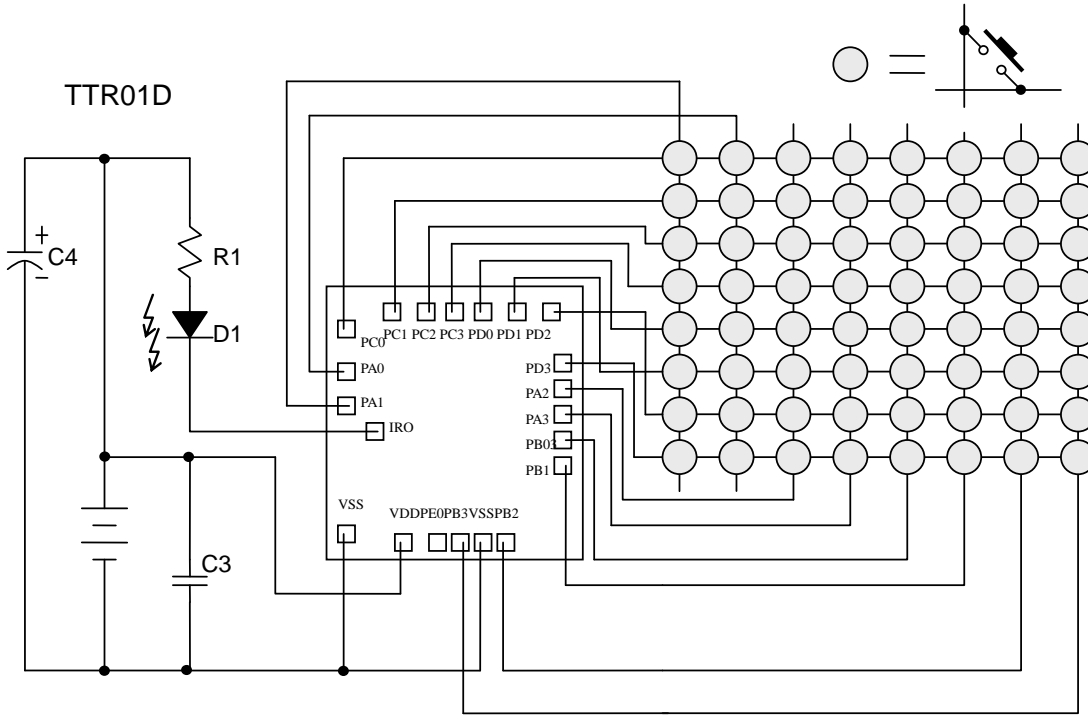 TTR01D
+
C4
−
R1
D1
PC0
PC1 PC2 PC3 PD0 PD1 PD2
PA0
PA1
IRO
PD3
PA2
PA3
PB03
PB1
VSS
VDDPE0PB3VSSPB2
C3